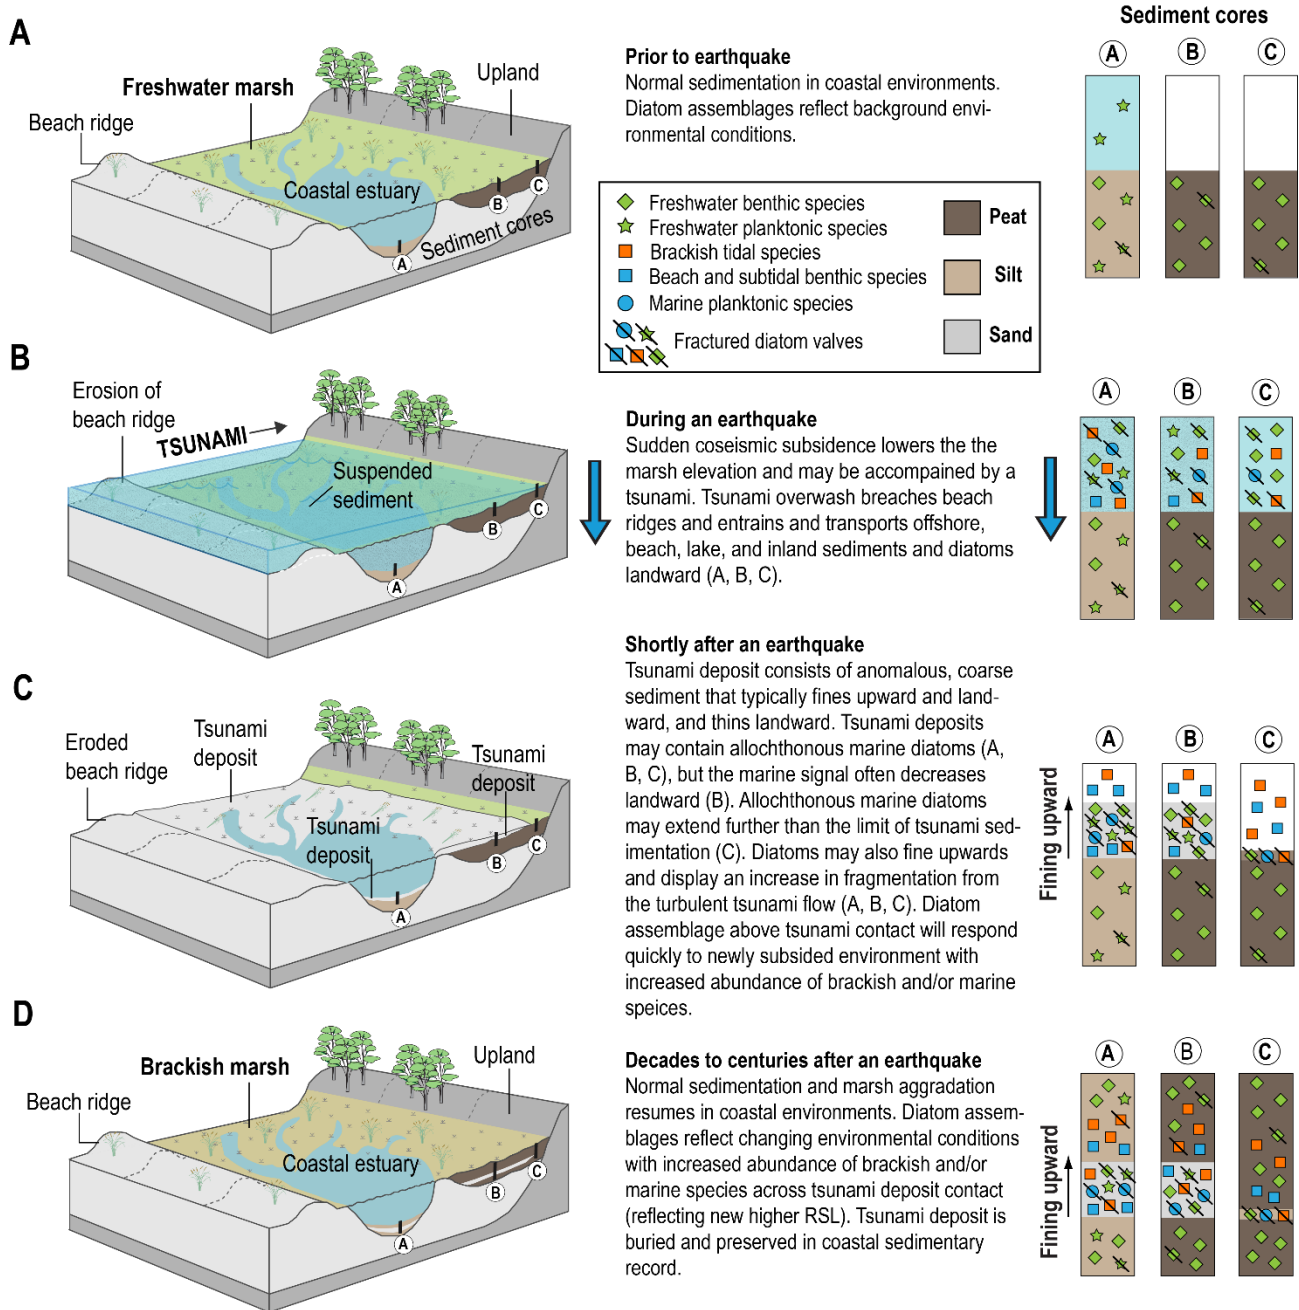 Sediment cores
A
A
B
C
Prior to earthquake
Normal sedimentation in coastal environments.
Diatom assemblages reflect background envi-
ronmental conditions.
Upland
Freshwater marsh
Beach ridge
Coastal estuary
Sediment cores
A
B
C
Freshwater benthic species
Freshwater planktonic species
Brackish tidal species
Beach and subtidal benthic species
Marine planktonic species
Fractured diatom valves
Peat
Silt
Sand
B
Erosion of
beach ridge
TSUNAMI
Suspended
sediment
A
B
C
During an earthquake
Sudden coseismic subsidence lowers the the
marsh elevation and may be accompained by a
tsunami. Tsunami overwash breaches beach
ridges and entrains and transports offshore,
beach, lake, and inland sediments and diatoms
landward (A, B, C).
A
B
C
C
Tsunami
deposit
Eroded
beach ridge
Tsunami
deposit
Tsunami
deposit
A
B
C
Shortly after an earthquake
Tsunami deposit consists of anomalous, coarse
sediment that typically fines upward and land-
ward, and thins landward. Tsunami deposits
may contain allochthonous marine diatoms (A,
B, C), but the marine signal often decreases
landward (B). Allochthonous marine diatoms
may extend further than the limit of tsunami sed-
imentation (C). Diatoms may also fine upwards
and display an increase in fragmentation from
the turbulent tsunami flow (A, B, C). Diatom
assemblage above tsunami contact will respond
quickly to newly subsided environment with
increased abundance of brackish and/or marine
speices.
A
B
C
Fining upward
D
Brackish marsh
Upland
Beach ridge
Coastal estuary
A
B
C
Decades to centuries after an earthquake
Normal sedimentation and marsh aggradation
resumes in coastal environments. Diatom assem-
blages reflect changing environmental conditions
with increased abundance of brackish and/or
marine species across tsunami deposit contact
(reflecting new higher RSL). Tsunami deposit is
buried and preserved in coastal sedimentary
record.
A
B
C
Fining upward